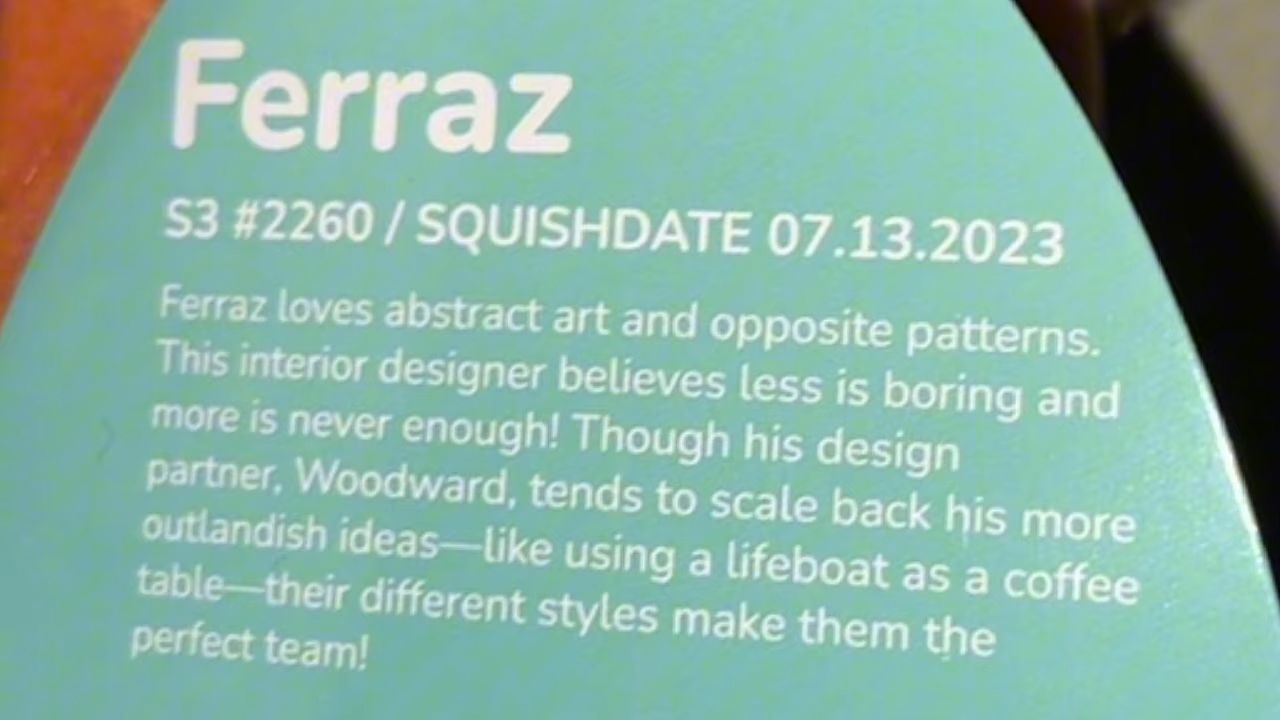 Ferraz
S3 #2260 / SQUISHDATE 07.13.2023
Ferraz loves abstract art and opposite patterns.
This interior designer believes less is boring and
more is never enough! Though his design
partner, Woodward, tends to scale back his more
outlandish ideas—like using a lifeboat as a coffee
table—their different styles make them the
perfect team!